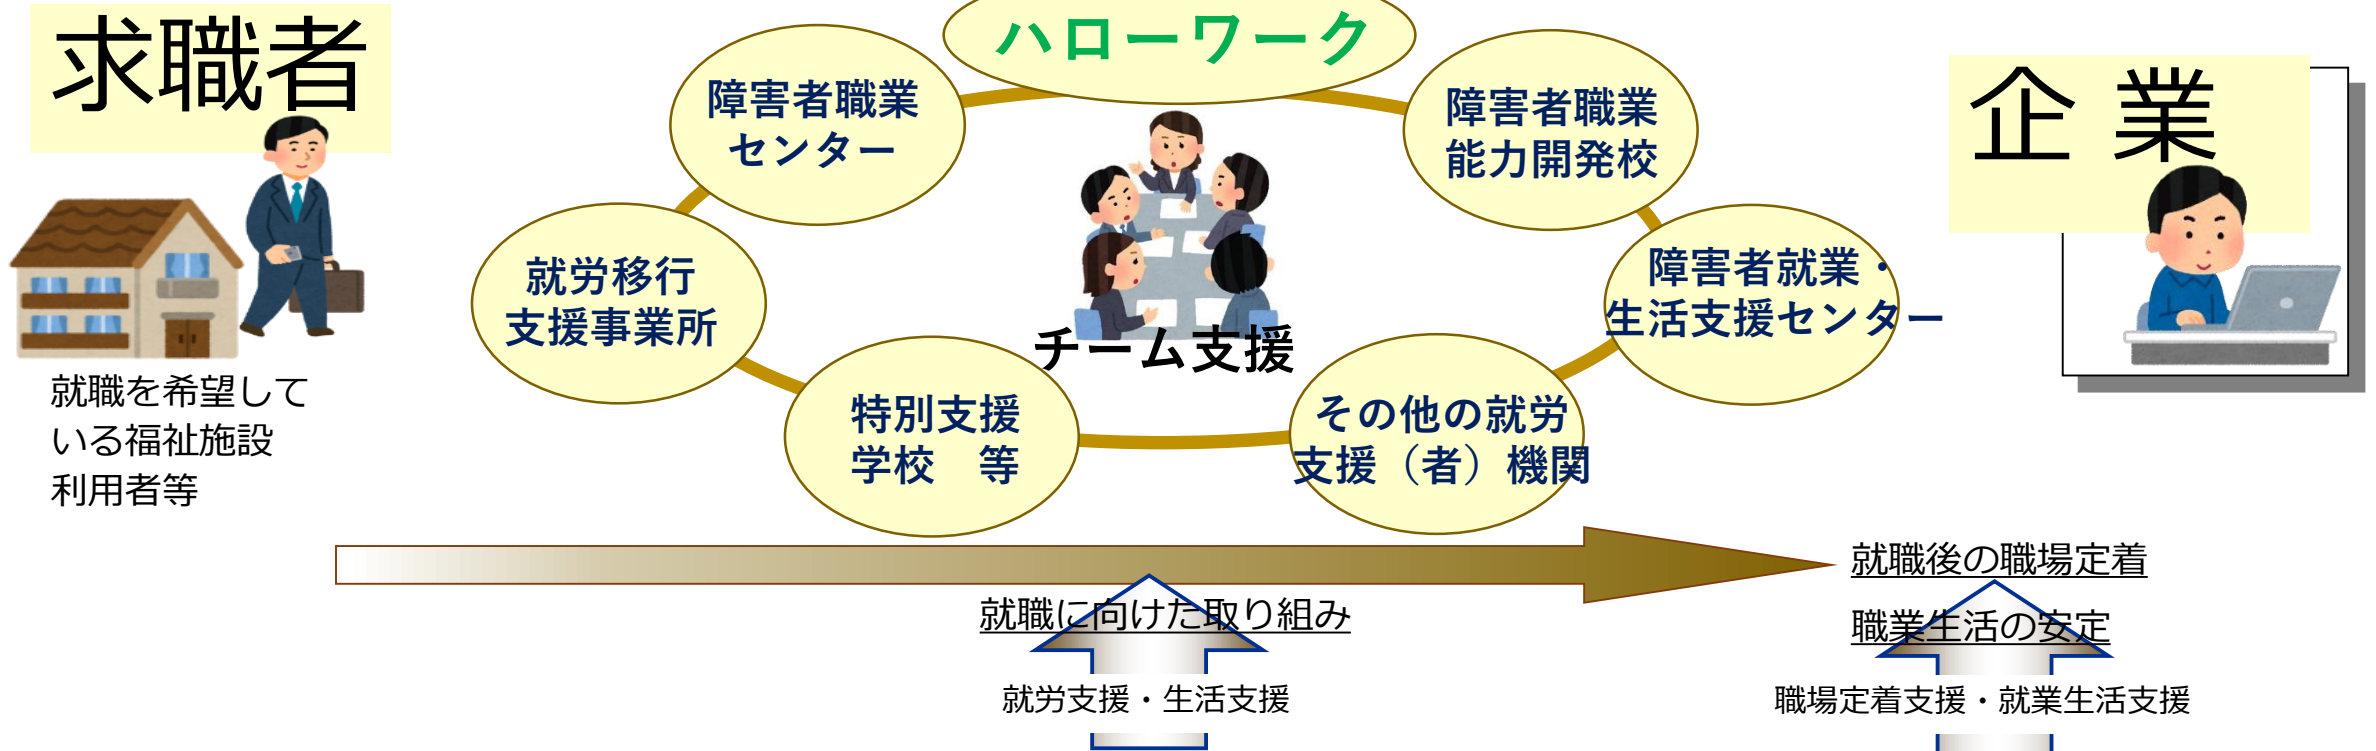 求職者
ハローワーク
企 業
障害者職業
センター
障害者職業
能力開発校
就労移行
支援事業所
障害者就業・
生活支援センター
チーム支援
就職を希望して
いる福祉施設
利用者等
特別支援
学校　等
その他の就労
支援（者）機関
就職後の職場定着
職業生活の安定
就職に向けた取り組み
就労支援・生活支援
職場定着支援・就業生活支援